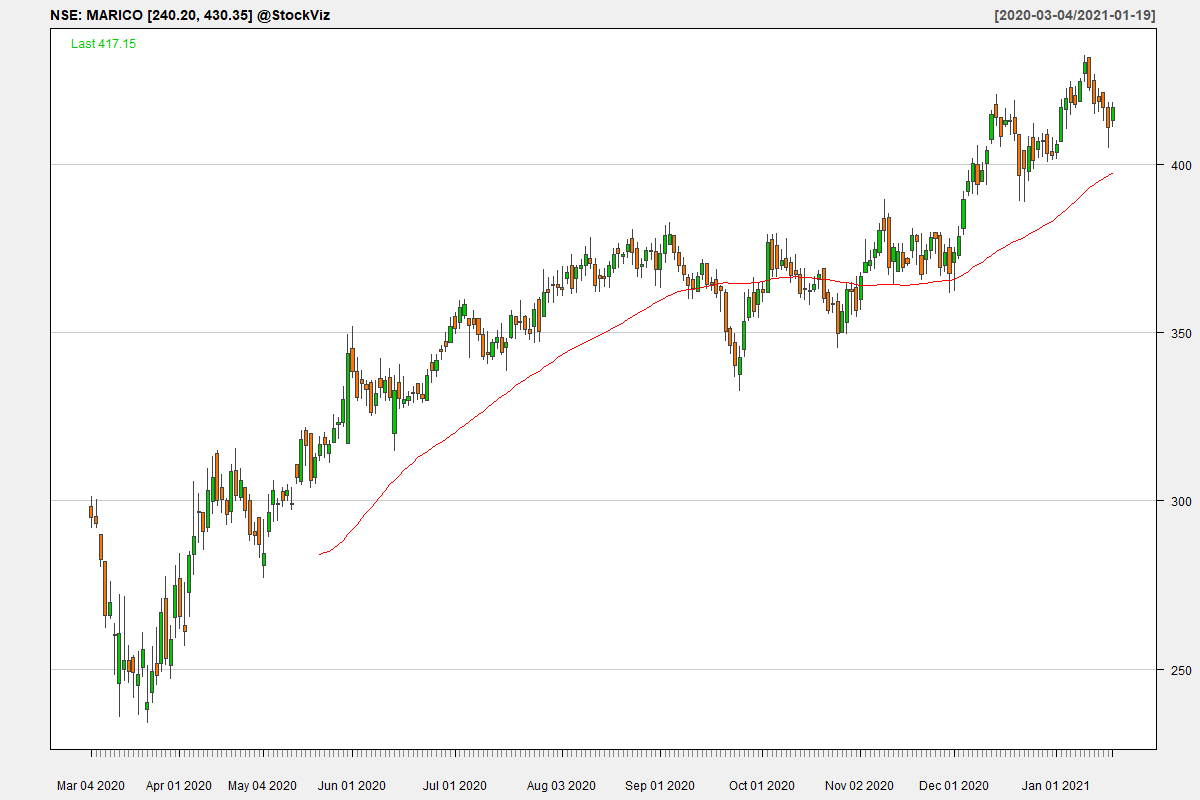 NSE: MARICO [240.20, 430.35] @StockViz
[2020-03-04/2021-01-19]
Last 417.15
400
350
300
250
Mar 04 2020
Apr 01 2020
May 04 2020
Jun 01 2020
Jul 01 2020
Aug 03 2020
Sep 01 2020
Oct 01 2020
Nov 02 2020
Dec 01 2020
Jan 01 2021